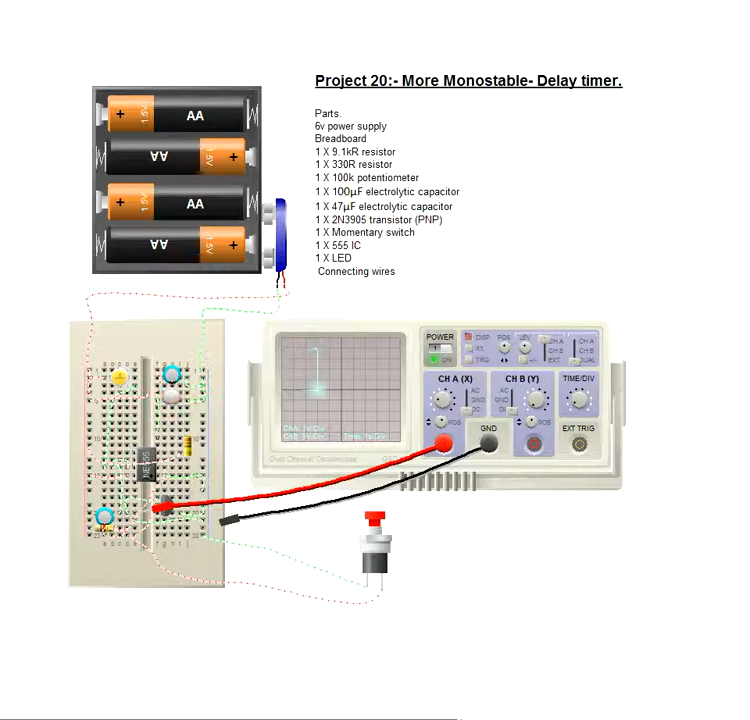 Project 20:- More Monostable- Delay timer.
Parts.
6v power supply
Breadboard
1 X 9.1kR resistor
1 X 330R resistor
1 X 100k potentiometer
1 X 100µF electrolytic capacitor
1 X 47µF electrolytic capacitor
1 X 2N3905 transistor (PNP)
1 X Momentary switch
1 X 555 IC
1 X LED
Connecting wires
+ 1.5V AA
AA 1.5V +
+ 1.5V AA
AA 1.5V +
POWER
1
ON
DISP
XY
TRG
POS
LEV
+/-
CH A
CH B
EXT
CH A
CH B
DUAL
CH A (X)
AC
GND
DC
POS
CH B (Y)
AC
GND
DC
POS
TIME/DIV
GND
EXT TRIG
ChA: 1V/Div
ChB: 5V/Div
Time: 1s/Div
Dual Channel Oscilloscope
NE555